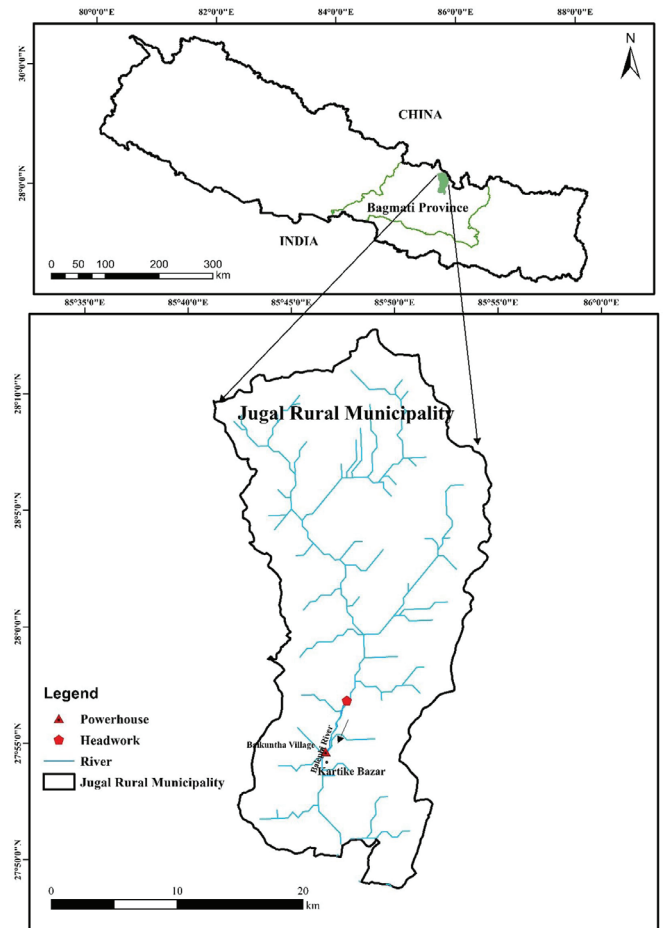 80°0'0"E 82°0'0"E 84°0'0"E 86°0'0"E 88°0'0"E
N
30°0'0"N
CHINA
28°0'0"N
Bagmati Province
INDIA
0 50 100 200 300
km
85°35'0"E 85°40'0"E 85°45'0"E 85°50'0"E 85°55'0"E 86°0'0"E
28°10'0"N
Jugal Rural Municipality
28°5'0"N
28°0'0"N
Legend
Powerhouse
Headwork
River
Jugal Rural Municipality
27°55'0"N
Baikuntha Village
River
Kartike Bazar
27°50'0"N
0 10 20
km